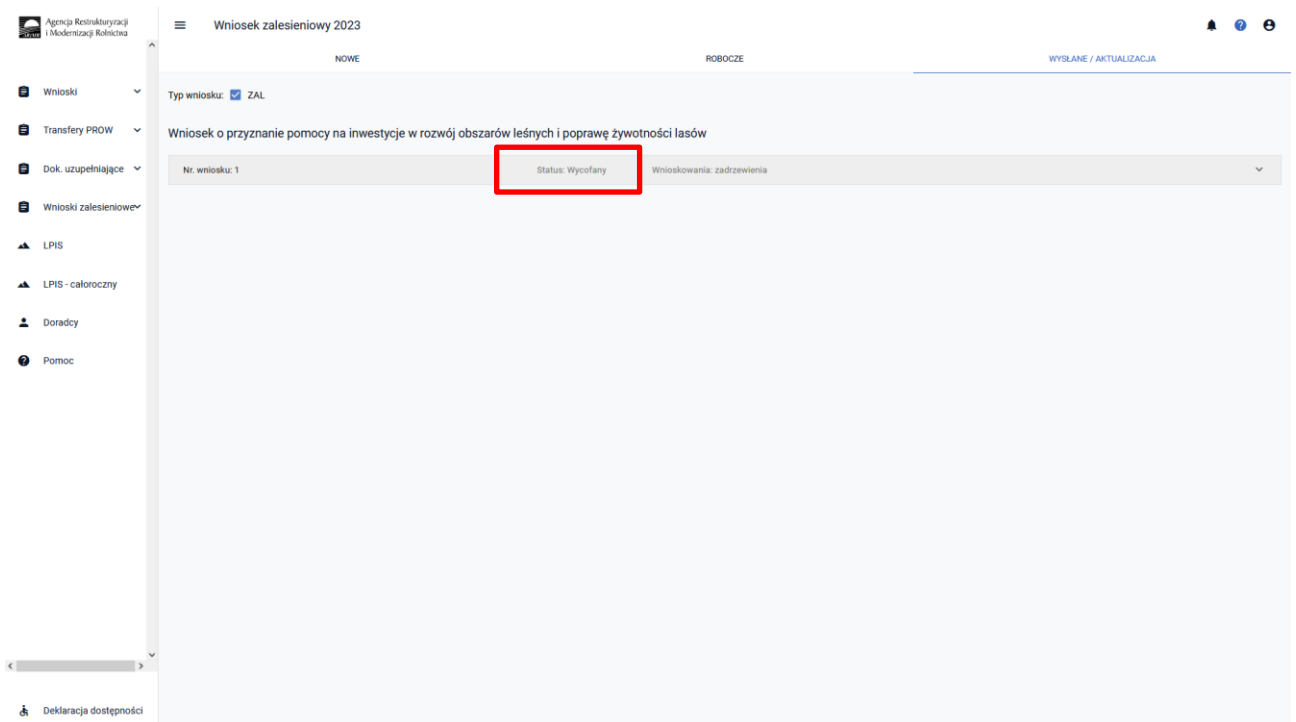 Agencja Restrukturyzacji
i Modernizacji Rolnictwa
Wniosek zalesieniowy 2023
NOWE
ROBOCZE
WYSŁANE / AKTUALIZACJA
Wnioski
Transfery PROW
Dok. uzupełniające
Wnioski zalesieniowe
LPIS
LPIS - całoroczny
Doradcy
Pomoc
Deklaracja dostępności
Typ wniosku: ZAL
Wniosek o przyznanie pomocy na inwestycje w rozwój obszarów leśnych i poprawę żywotności lasów
Nr. wniosku: 1 Status: Wycofany Wnioskowania: zadrzewienia